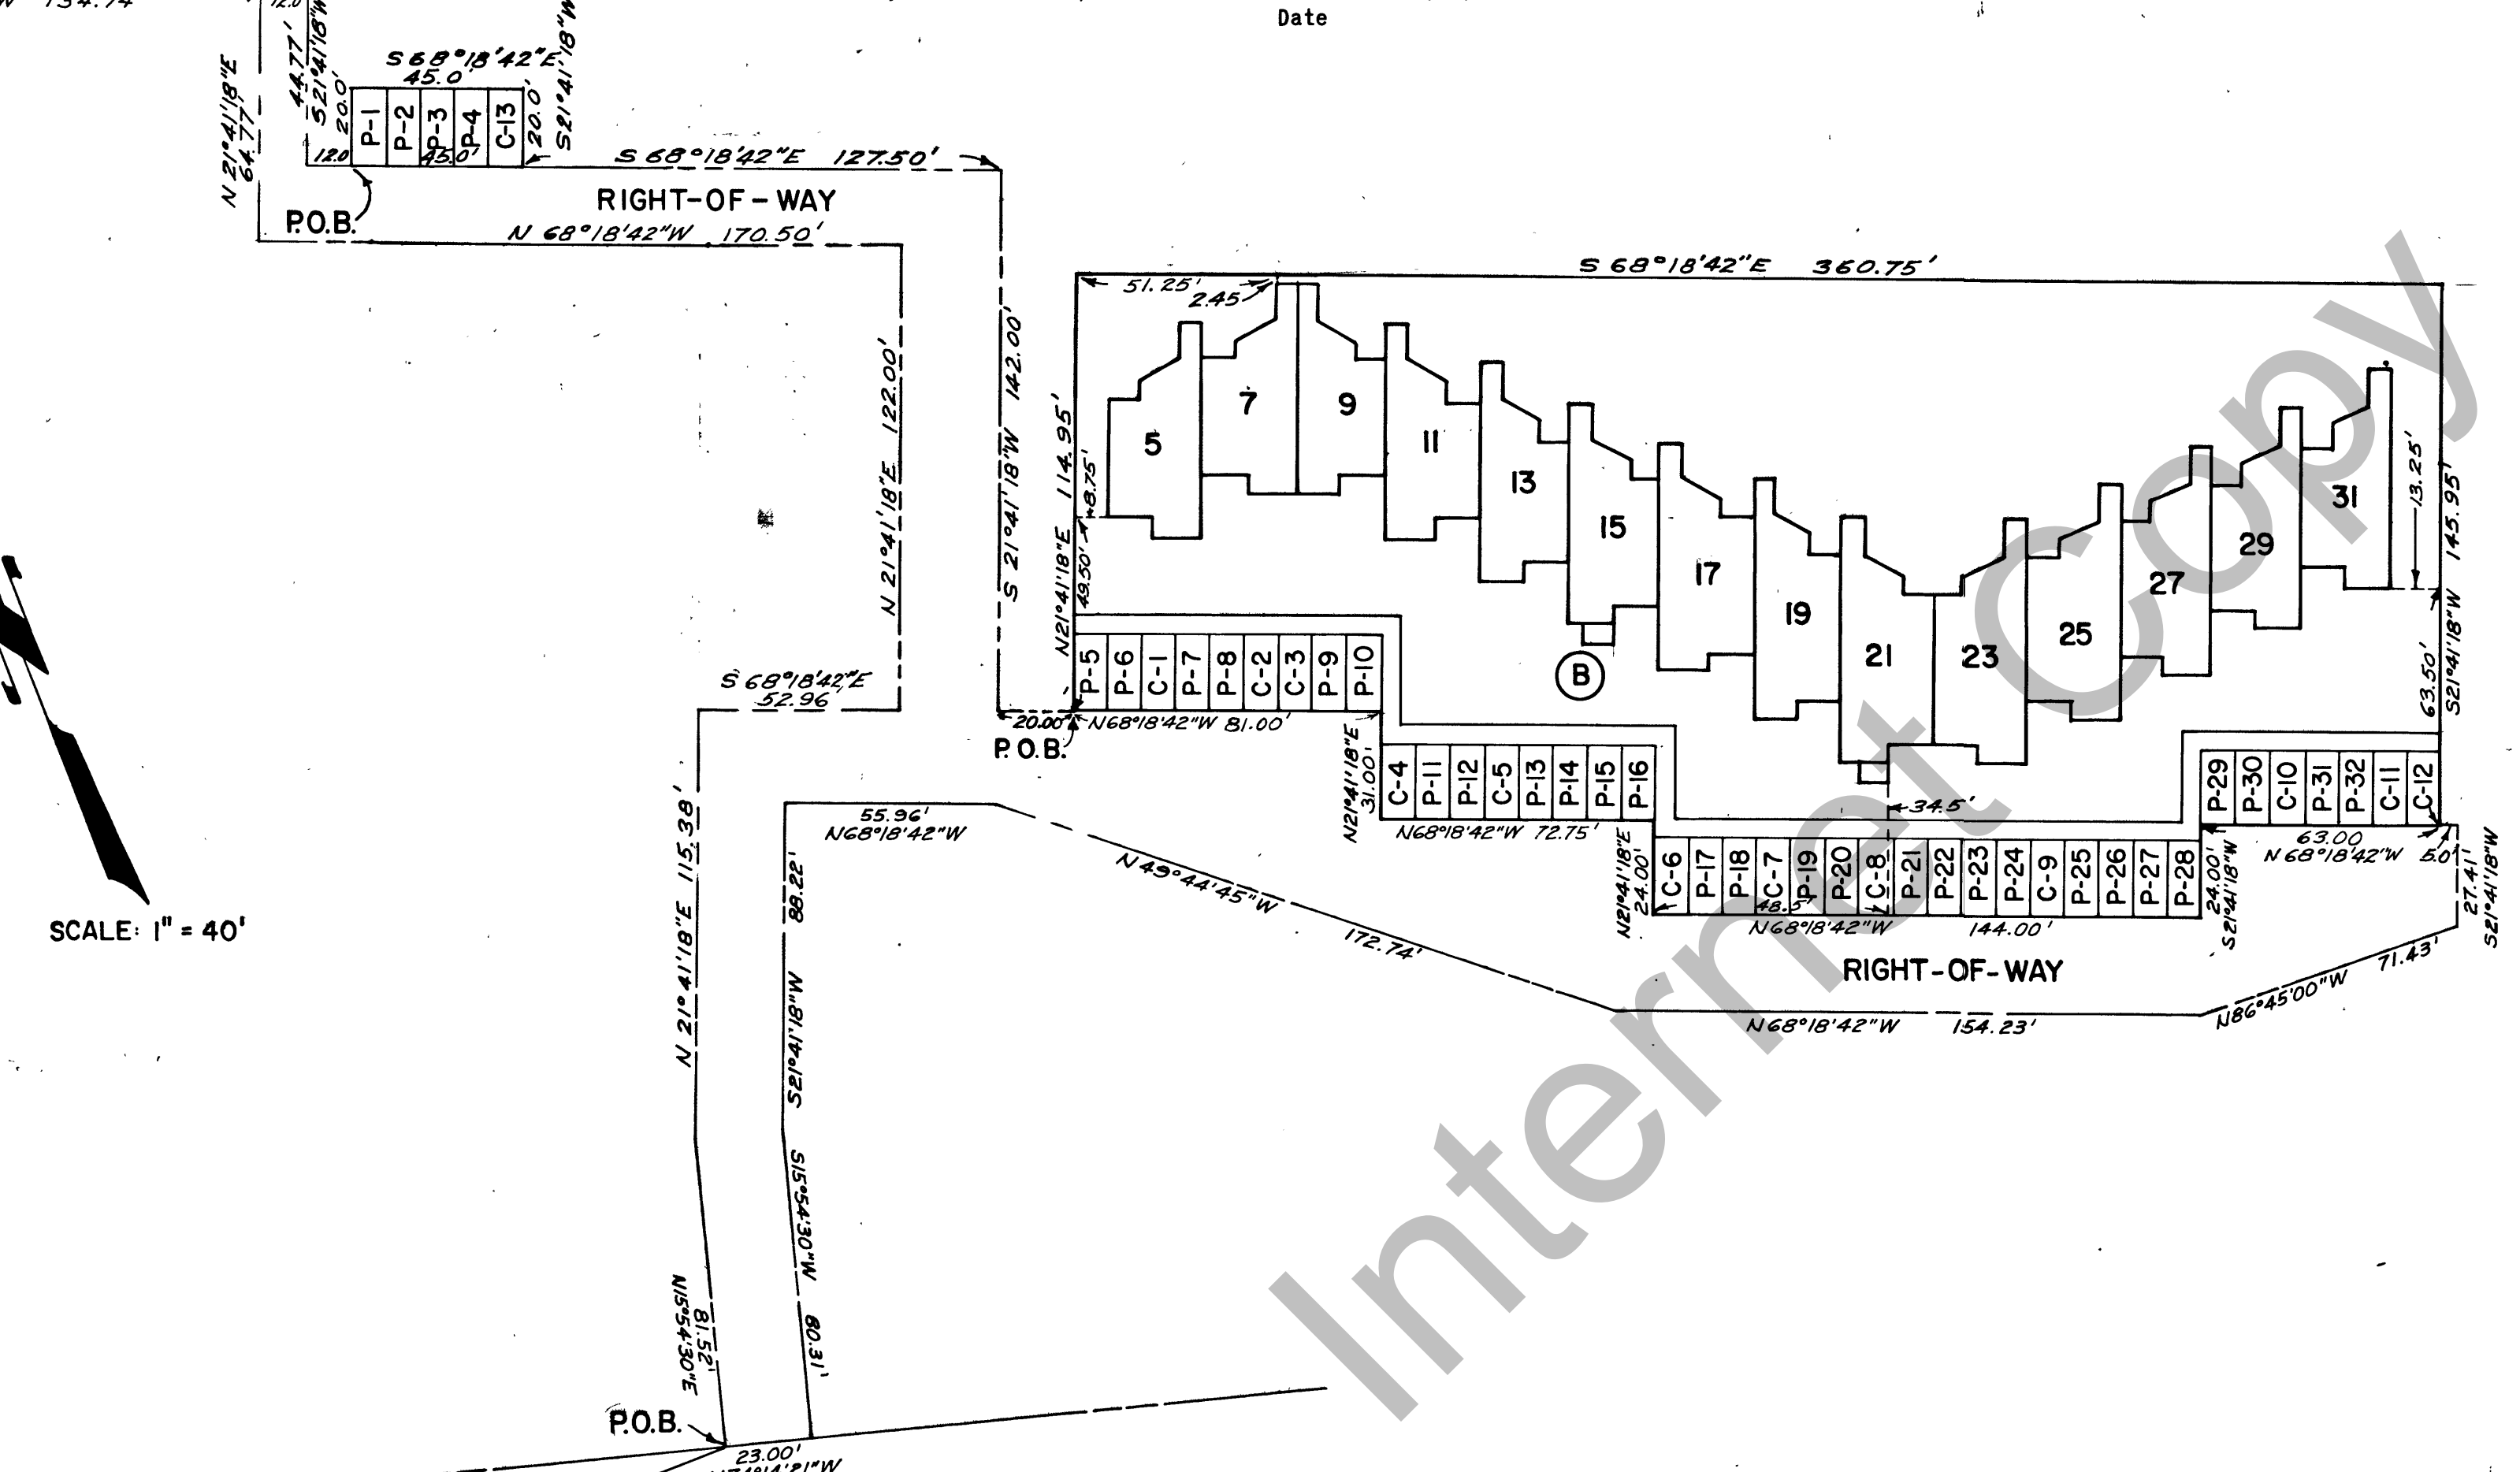 134.74
12.0
Date
44.77'
S21°41'18"W
S21°41'18"W
N 21°41'18"E
64.77'
S 68°18'42"E
45.0'
20.0'
P-1
P-2
P-3
P-4
C-13
20.0'
12.0
45.0'
S 68°18'42"E 127.50'
P.O.B.
RIGHT-OF-WAY
N 68°18'42"W 170.50'
N 21°41'18"E 122.00'
S 21°41'18"W 142.00'
S 68°18'42"E 360.75'
51.25'
2.45
N21°41'18"E 114.95'
8.75'
49.50'
5
7
9
11
13
15
17
19
21
23
25
27
29
31
13.25'
63.50'
S21°41'18"W 145.95'
B
S 68°18'42"E
52.96'
P-5
P-6
C-1
P-7
P-8
C-2
C-3
P-9
P-10
20.00'
N68°18'42"W 81.00'
P.O.B.
N21°41'18"E
31.00'
C-4
P-11
P-12
C-5
P-13
P-14
P-15
P-16
N68°18'42"W 72.75'
N21°41'18"E
24.00'
34.5'
C-6
P-17
P-18
C-7
P-19
P-20
C-8
P-21
P-22
P-23
P-24
C-9
P-25
P-26
P-27
P-28
48.5'
N68°18'42"W 144.00'
P-29
P-30
C-10
P-31
P-32
C-11
C-12
63.00
N 68°18'42"W
5.0'
24.00'
S21°41'18"W
27.41'
S21°41'18"W
55.96'
N68°18'42"W
N49°44'45"W
172.74'
RIGHT-OF-WAY
N68°18'42"W 154.23'
N86°45'00"W
71.43'
SCALE: 1" = 40'
N 21°41'18"E 115.38'
88.22'
S21°41'18"W
S15°54'30"W 80.31'
81.52'
N15°54'30"E
P.O.B.
23.00'
Internet Copy